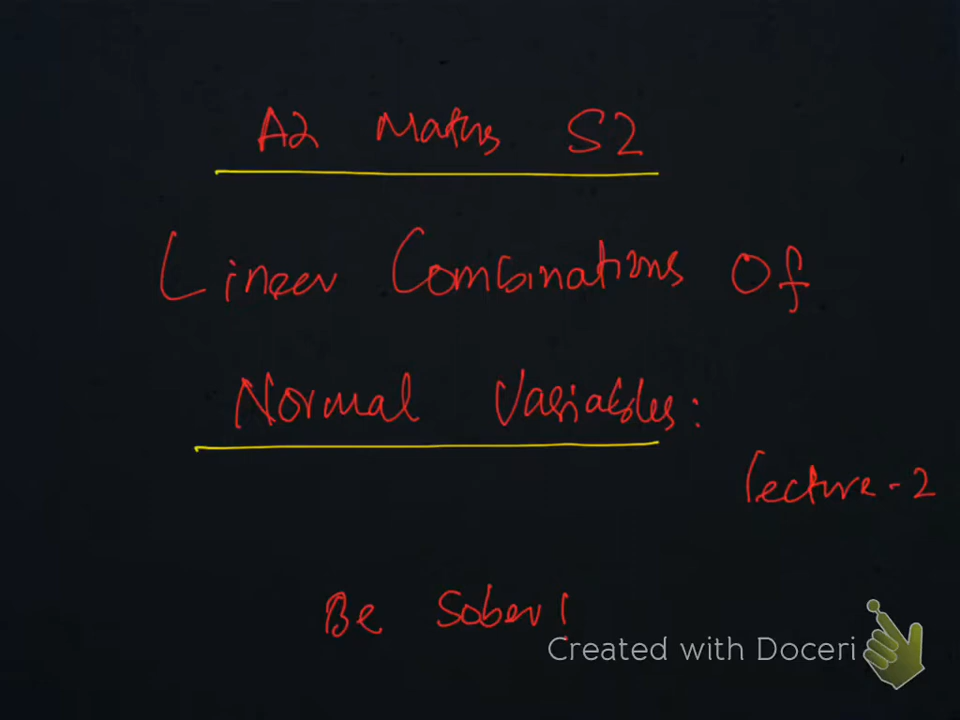 A2 Maths S2
Linear Combinations Of
Normal Variables:
lecture - 2
Be Sober!
Created with Doceri